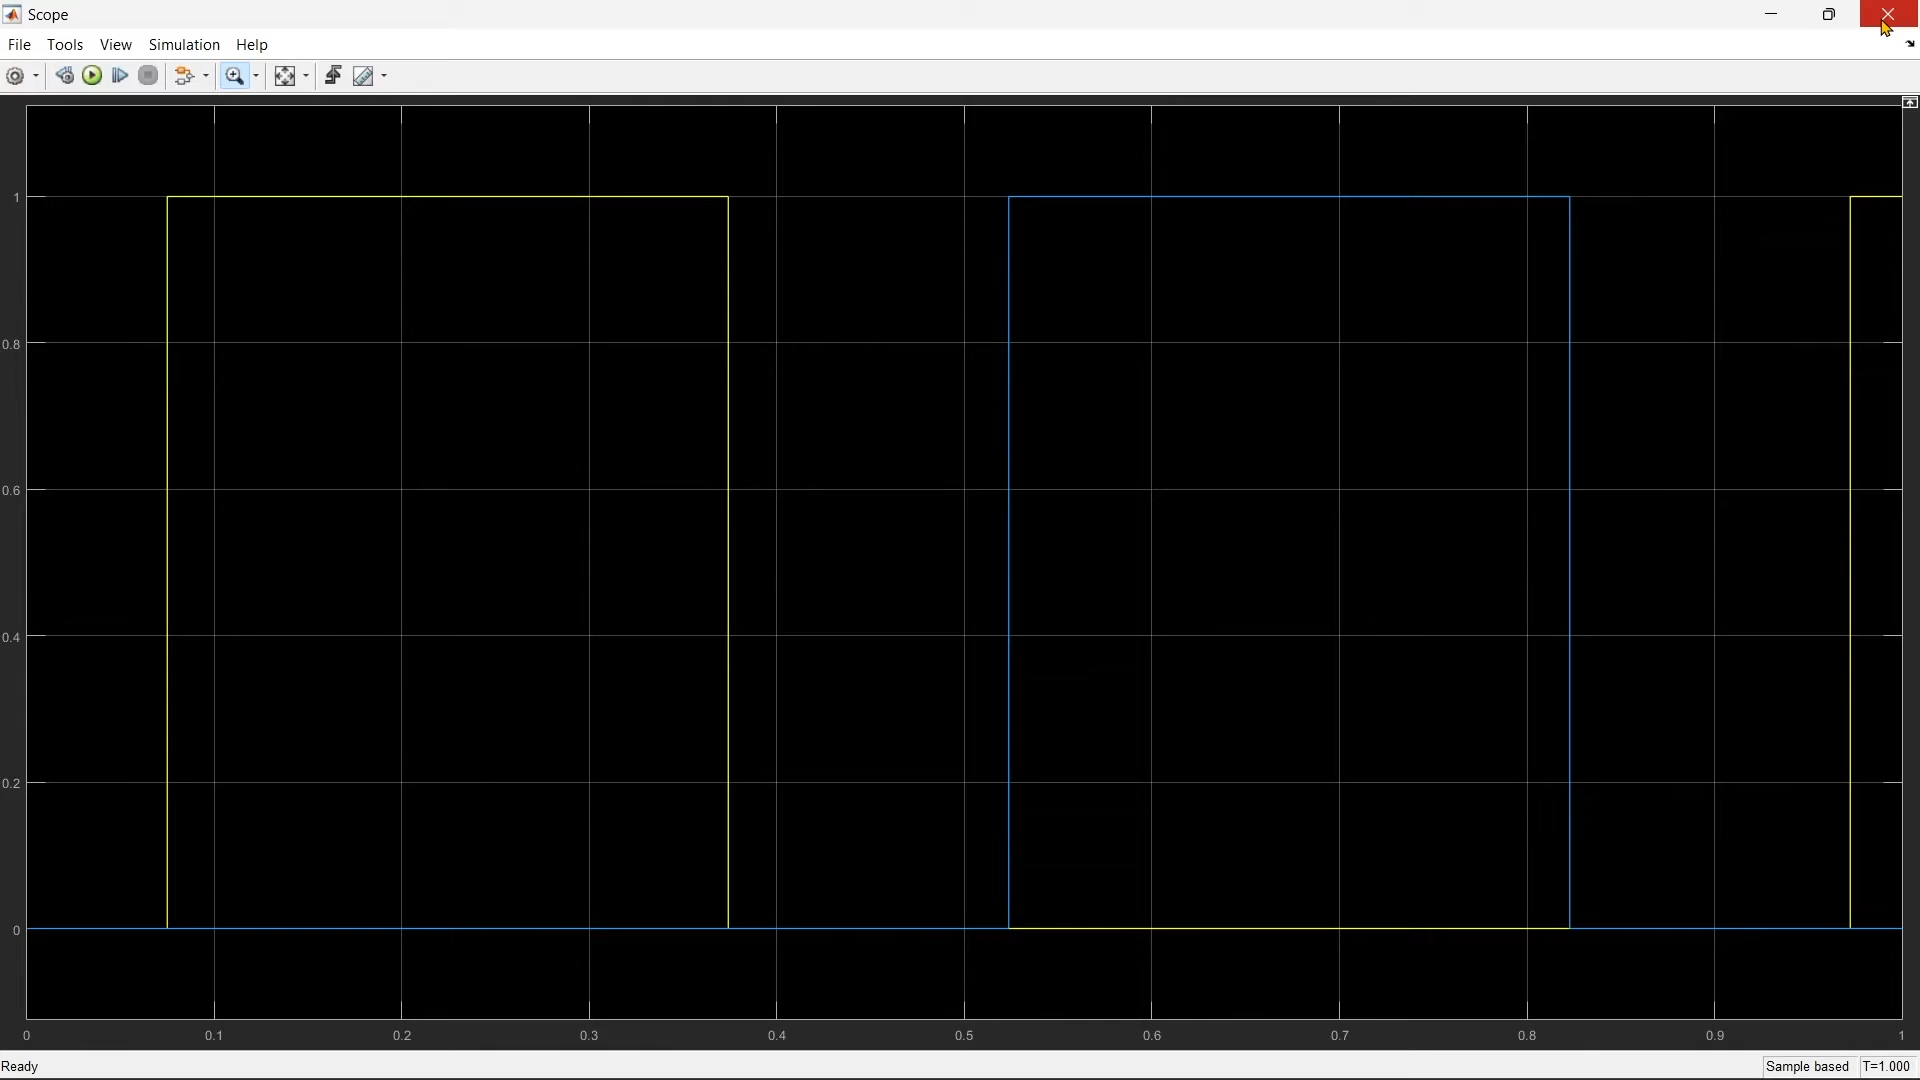 Scope
File Tools View Simulation Help
1
0.8
0.6
0.4
0.2
0
0 0.1 0.2 0.3 0.4 0.5 0.6 0.7 0.8 0.9 1
Ready Sample based T=1.000